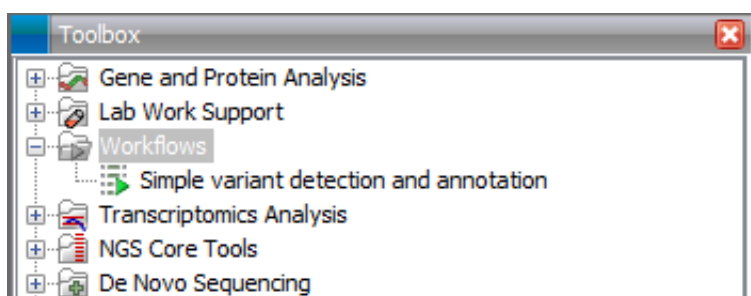 Toolbox
Gene and Protein Analysis
Lab Work Support
Workflows
Simple variant detection and annotation
Transcriptomics Analysis
NGS Core Tools
De Novo Sequencing